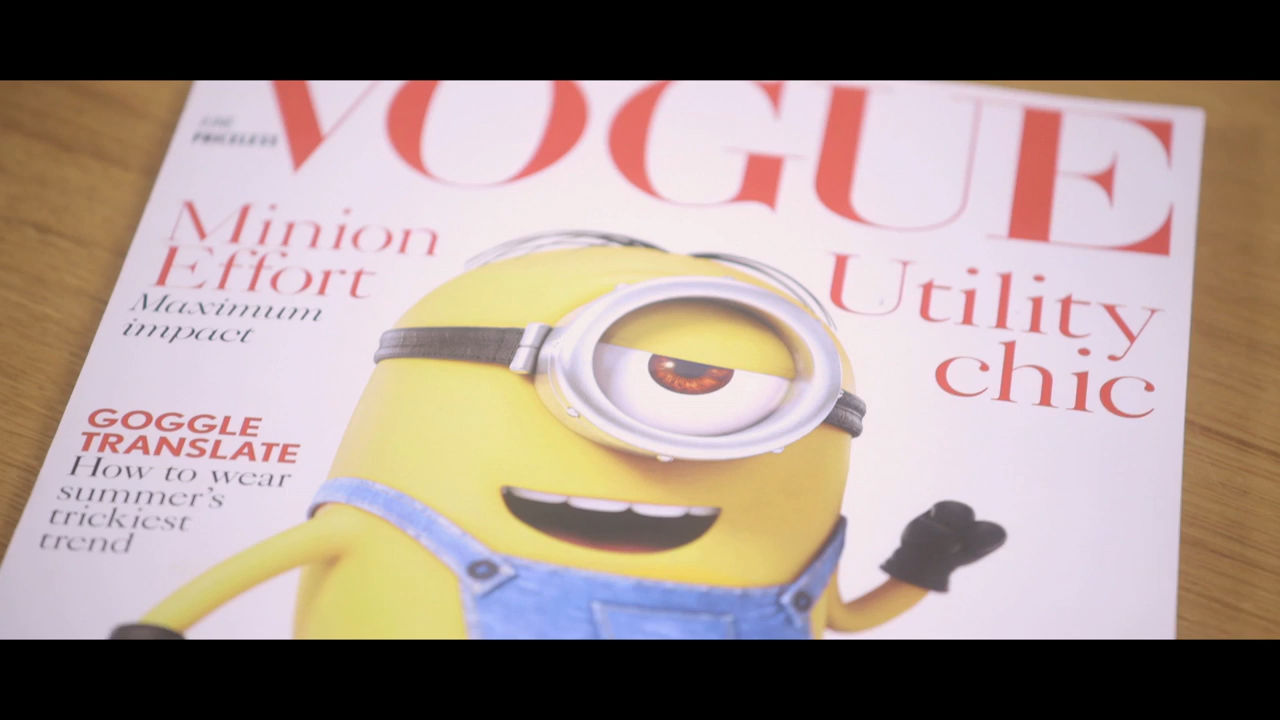 VOGUE
PRICELESS
Minion
Effort
Maximum
impact
Utility
chic
GOGGLE
TRANSLATE
How to wear
summer's
trickiest
trend